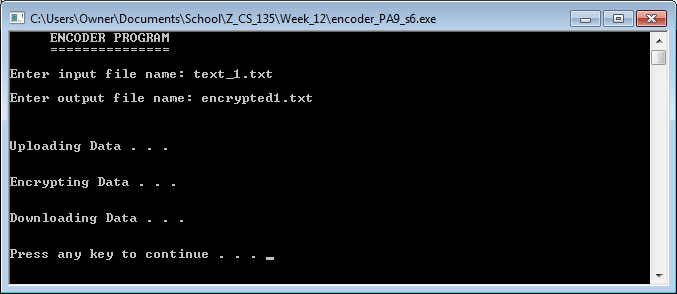 C:\Users\Owner\Documents\School\Z_CS_135\Week_12\encoder_PA9_s6.exe
ENCODER PROGRAM
===============
Enter input file name: text_1.txt
Enter output file name: encrypted1.txt
Uploading Data . . .
Encrypting Data . . .
Downloading Data . . .
Press any key to continue . . . _